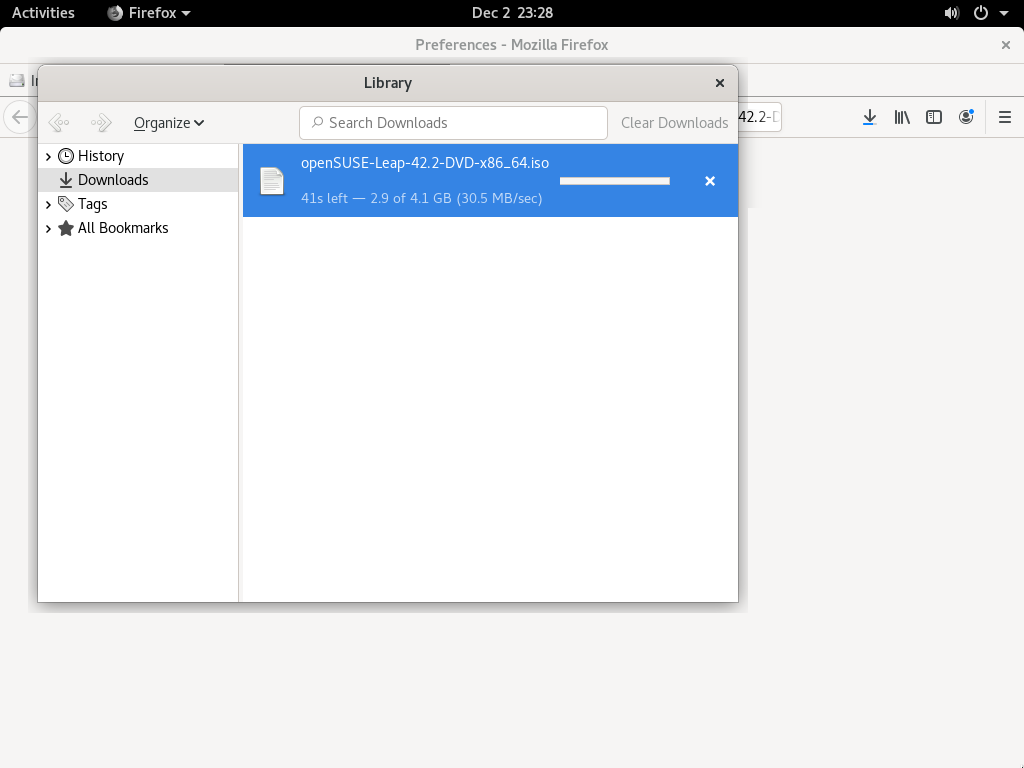 Activities Firefox Dec 2 23:28
Preferences - Mozilla Firefox
Library
Organize Search Downloads Clear Downloads 42.2-D
History
Downloads
Tags
All Bookmarks
openSUSE-Leap-42.2-DVD-x86_64.iso
41s left — 2.9 of 4.1 GB (30.5 MB/sec)